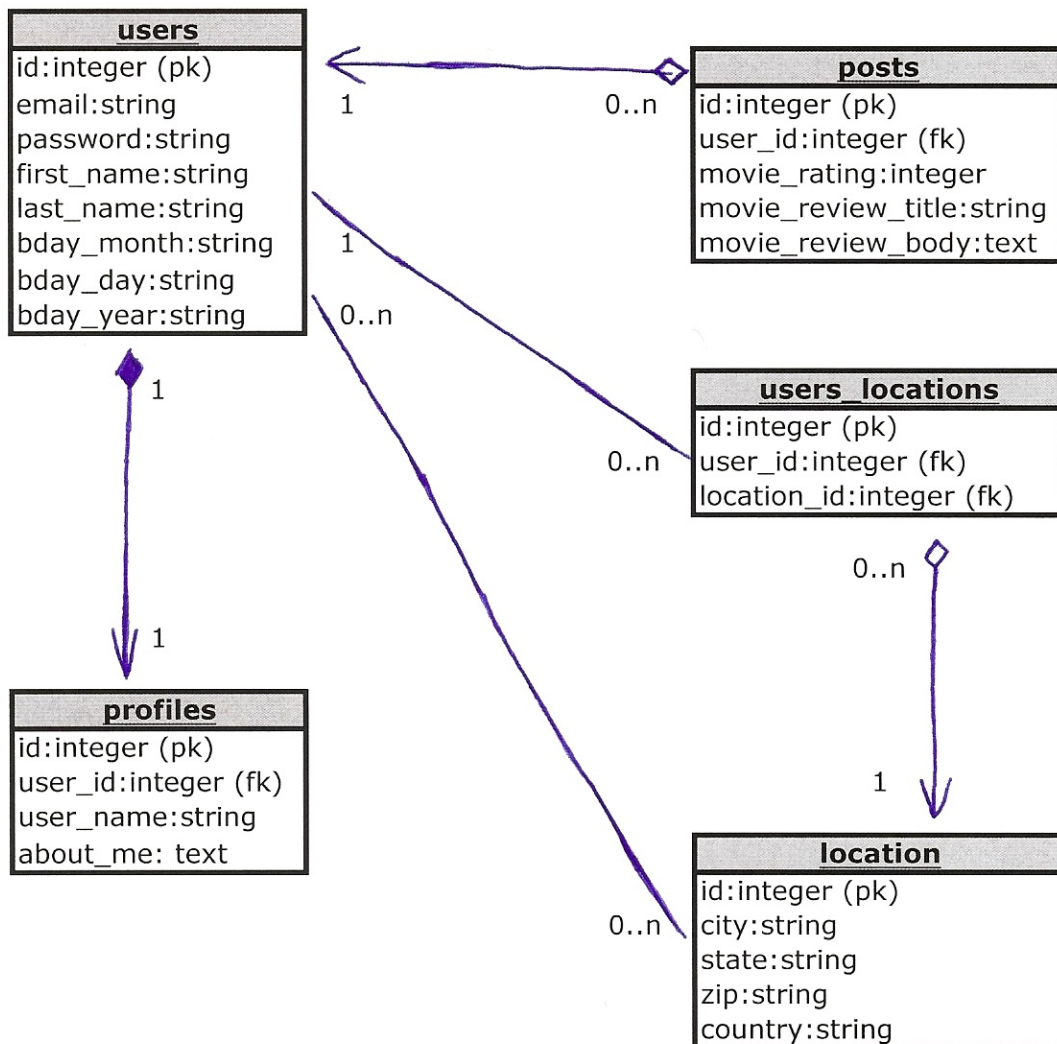 users
id:integer (pk)
email:string
password:string
first_name:string
last_name:string
bday_month:string
bday_day:string
bday_year:string
1
0..n
posts
id:integer (pk)
user_id:integer (fk)
movie_rating:integer
movie_review_title:string
movie_review_body:text
1
0..n
0..n
users_locations
id:integer (pk)
user_id:integer (fk)
location_id:integer (fk)
1
1
profiles
id:integer (pk)
user_id:integer (fk)
user_name:string
about_me: text
0..n
1
0..n
location
id:integer (pk)
city:string
state:string
zip:string
country:string